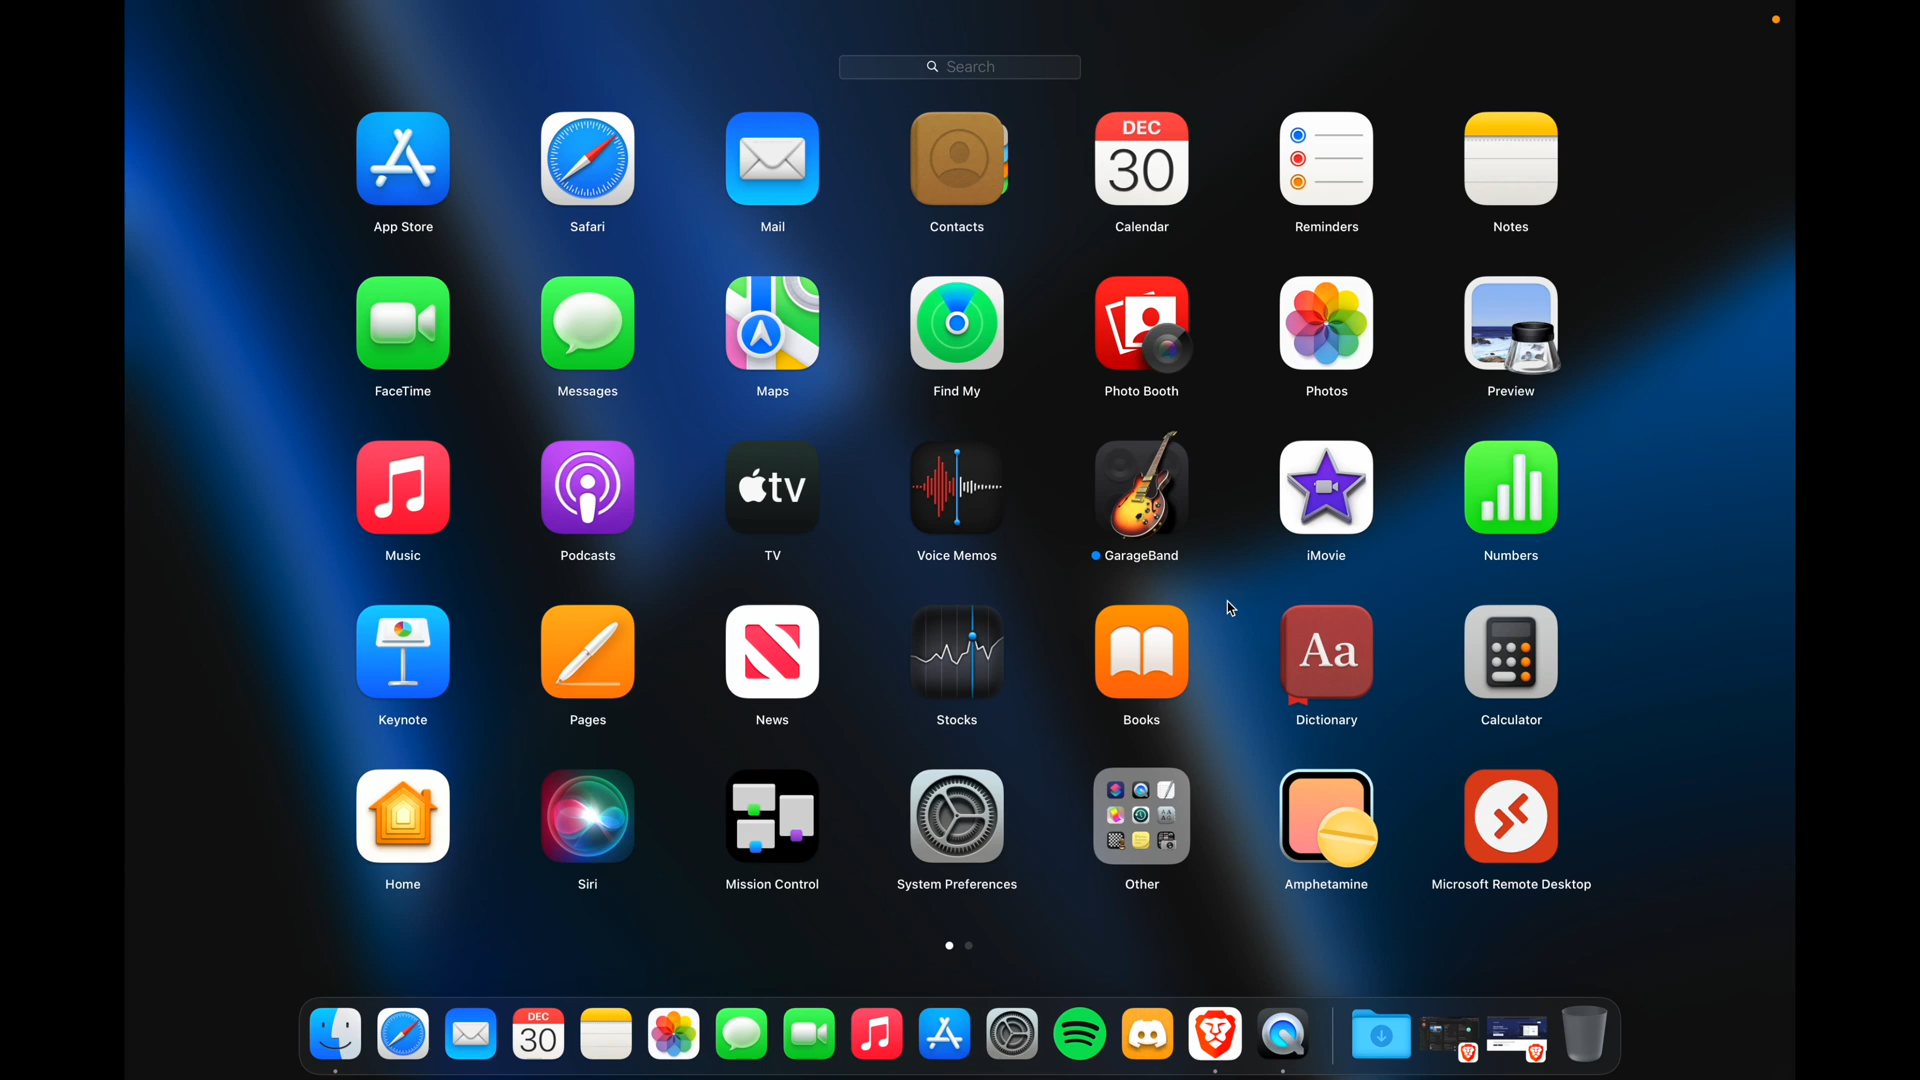 Search
DEC
30
App Store
Safari
Mail
Contacts
Calendar
Reminders
Notes
FaceTime
Messages
Maps
Find My
Photo Booth
Photos
Preview
tv
Music
Podcasts
TV
Voice Memos
GarageBand
iMovie
Numbers
Aa
Keynote
Pages
News
Stocks
Books
Dictionary
Calculator
Home
Siri
Mission Control
System Preferences
Other
Amphetamine
Microsoft Remote Desktop
DEC
30